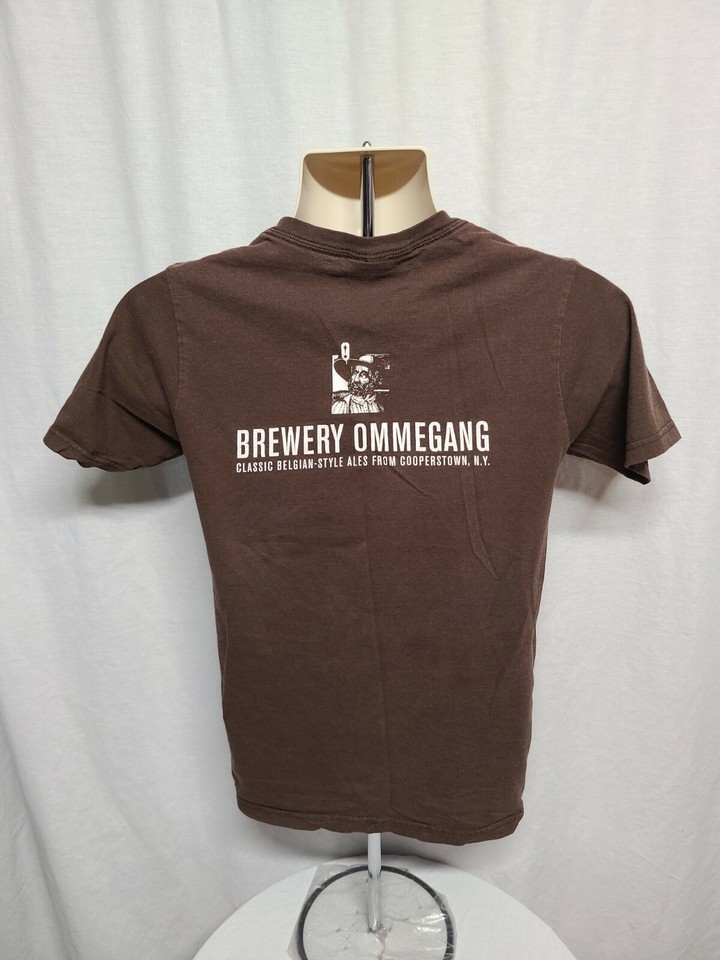 BREWERY OMMEGANG
CLASSIC BELGIAN-STYLE ALES FROM COOPERSTOWN, N.Y.